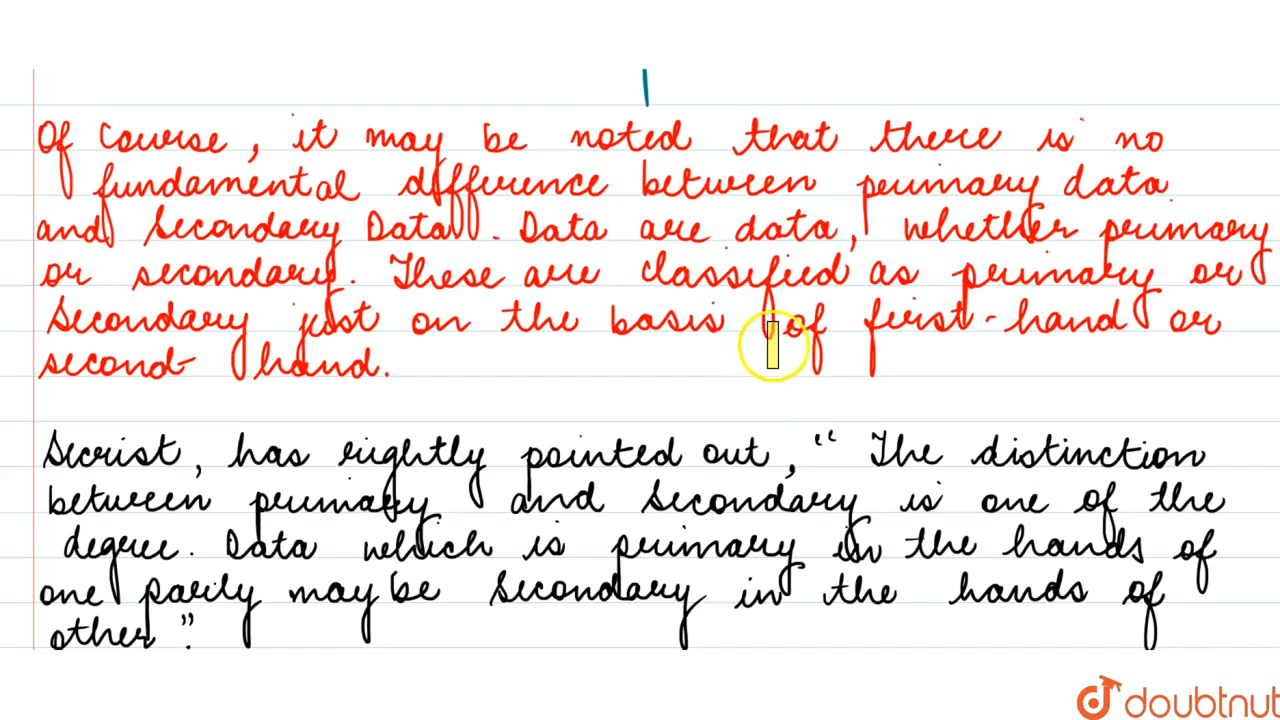 Of course, it may be noted that there is no
fundamental difference between primary data
and Secondary Data. Data are data, whether primary
or secondary. These are classified as primary or
Secondary just on the basis of first-hand or
second- hand.
Secrist, has rightly pointed out, “ The distinction
between primary and secondary is one of the
degree. Data which is primary in the hands of
one party may be secondary in the hands of
other”.
doubtnut